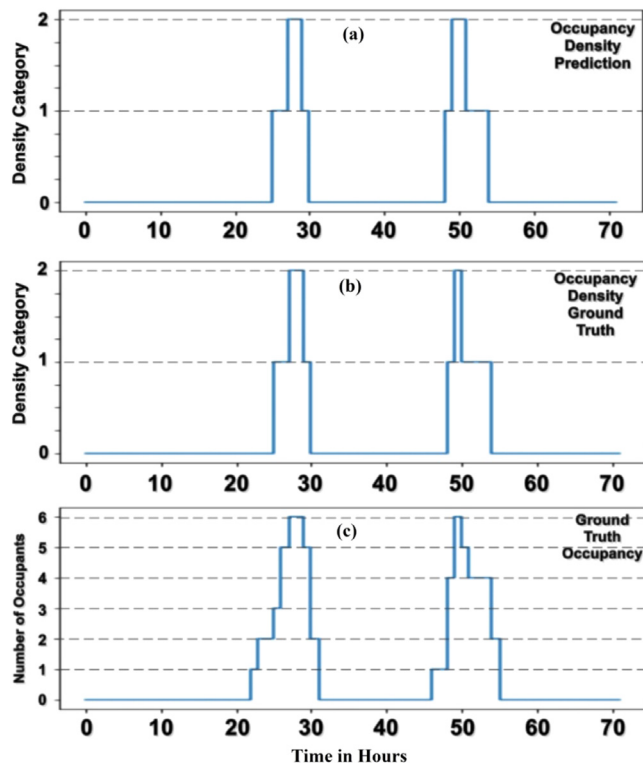 (a)
Occupancy
Density
Prediction
Density Category
2
1
0
0 10 20 30 40 50 60 70
(b)
Occupancy
Density
Ground
Truth
Density Category
2
1
0
0 10 20 30 40 50 60 70
(c)
Ground
Truth
Occupancy
Number of Occupants
6
5
4
3
2
1
0
0 10 20 30 40 50 60 70
Time in Hours